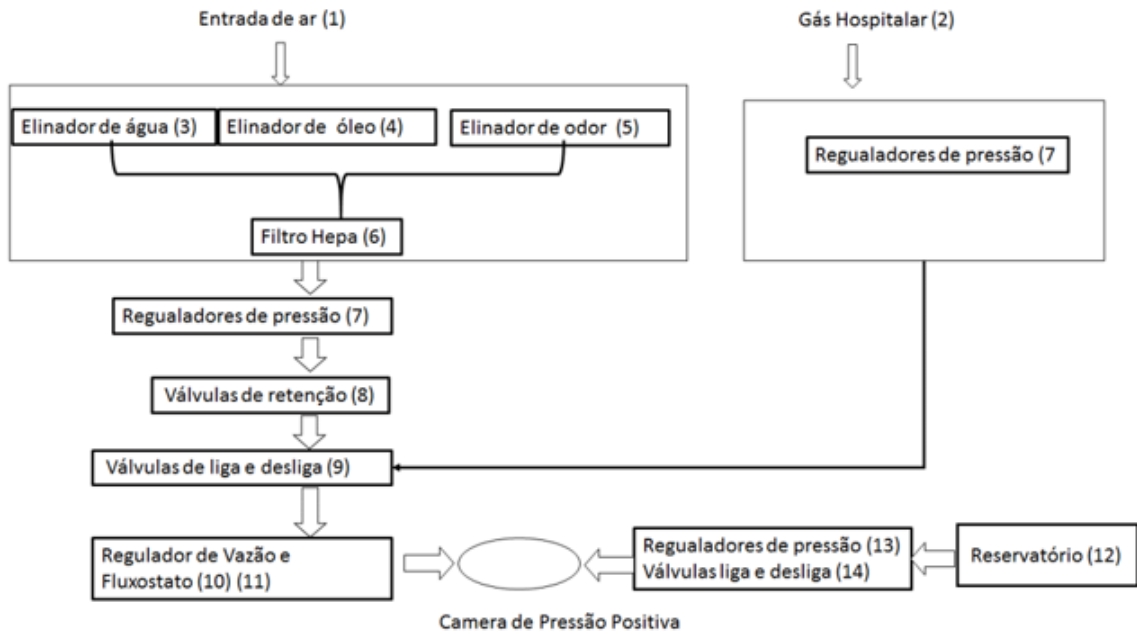 Entrada de ar (1)
Gás Hospitalar (2)
Elinador de água (3)
Elinador de óleo (4)
Elinador de odor (5)
Regualadores de pressão (7
Filtro Hepa (6)
Regualadores de pressão (7)
Válvulas de retenção (8)
Válvulas de liga e desliga (9)
Regulador de Vazão e
Fluxostato (10) (11)
Regualadores de pressão (13)
Válvulas liga e desliga (14)
Reservatório (12)
Camera de Pressão Positiva